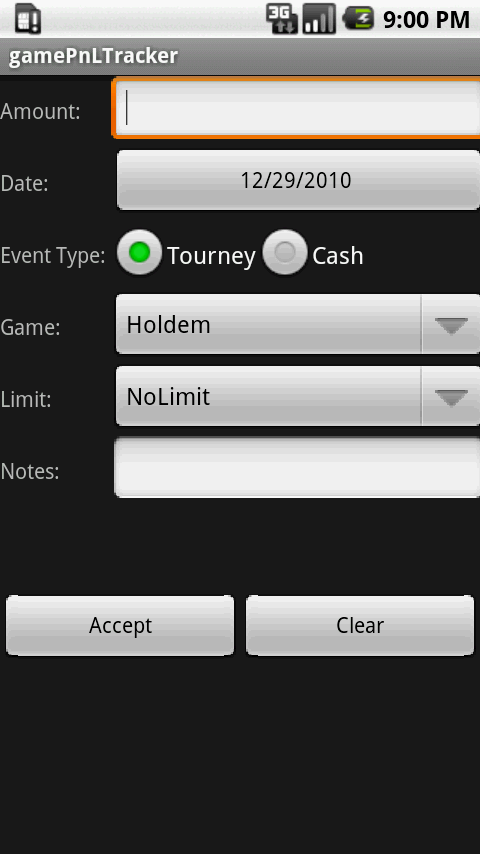 3G 9:00 PM
gamePnLTracker
Amount:
Date: 12/29/2010
Event Type: Tourney Cash
Game: Holdem
Limit: NoLimit
Notes:
Accept Clear